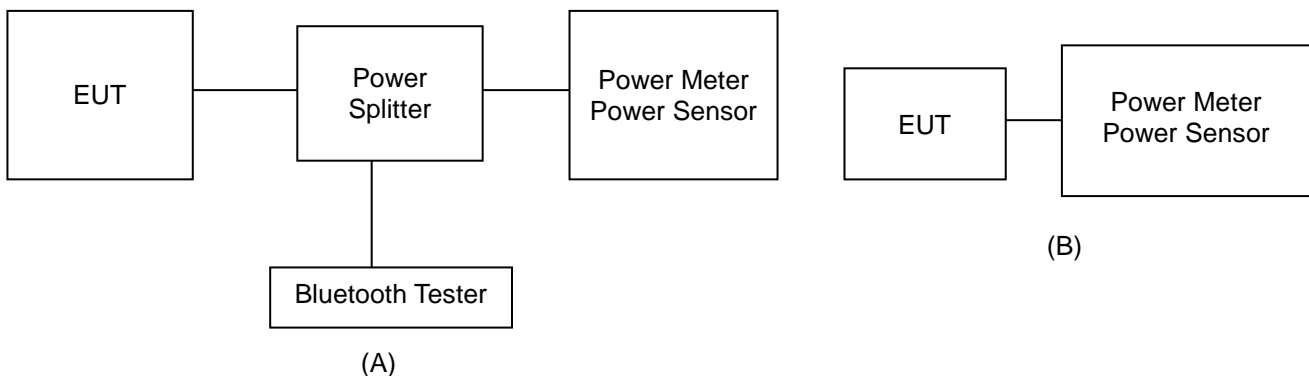 EUT
Power
Splitter
Power Meter
Power Sensor
Bluetooth Tester
(A)
EUT
Power Meter
Power Sensor
(B)